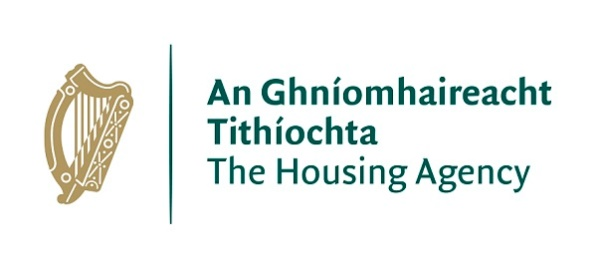 An Ghníomhaireacht
Tithíochta
The Housing Agency